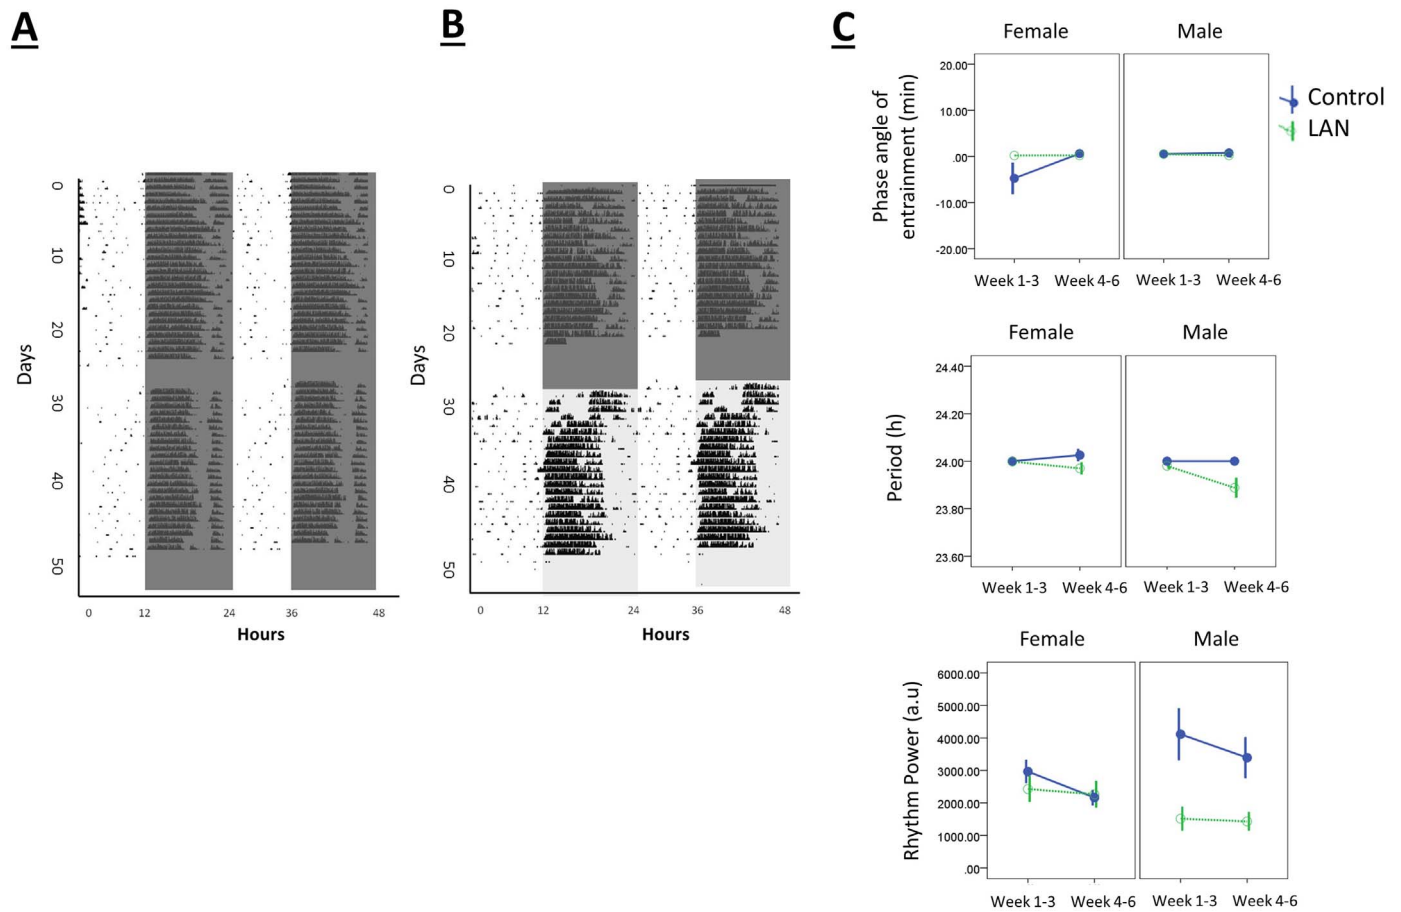 A
B
C
Days
0
10
20
30
40
50
0
12
24
36
48
Hours
Days
0
10
20
30
40
50
0
12
24
36
48
Hours
Female
Male
Phase angle of
entrainment (min)
20.00
10.00
.00
-10.00
-20.00
Week 1-3
Week 4-6
Week 1-3
Week 4-6
Control
LAN
Female
Male
Period (h)
24.40
24.20
24.00
23.80
23.60
Week 1-3
Week 4-6
Week 1-3
Week 4-6
Female
Male
Rhythm Power (a.u)
6000.00
5000.00
4000.00
3000.00
2000.00
1000.00
.00
Week 1-3
Week 4-6
Week 1-3
Week 4-6